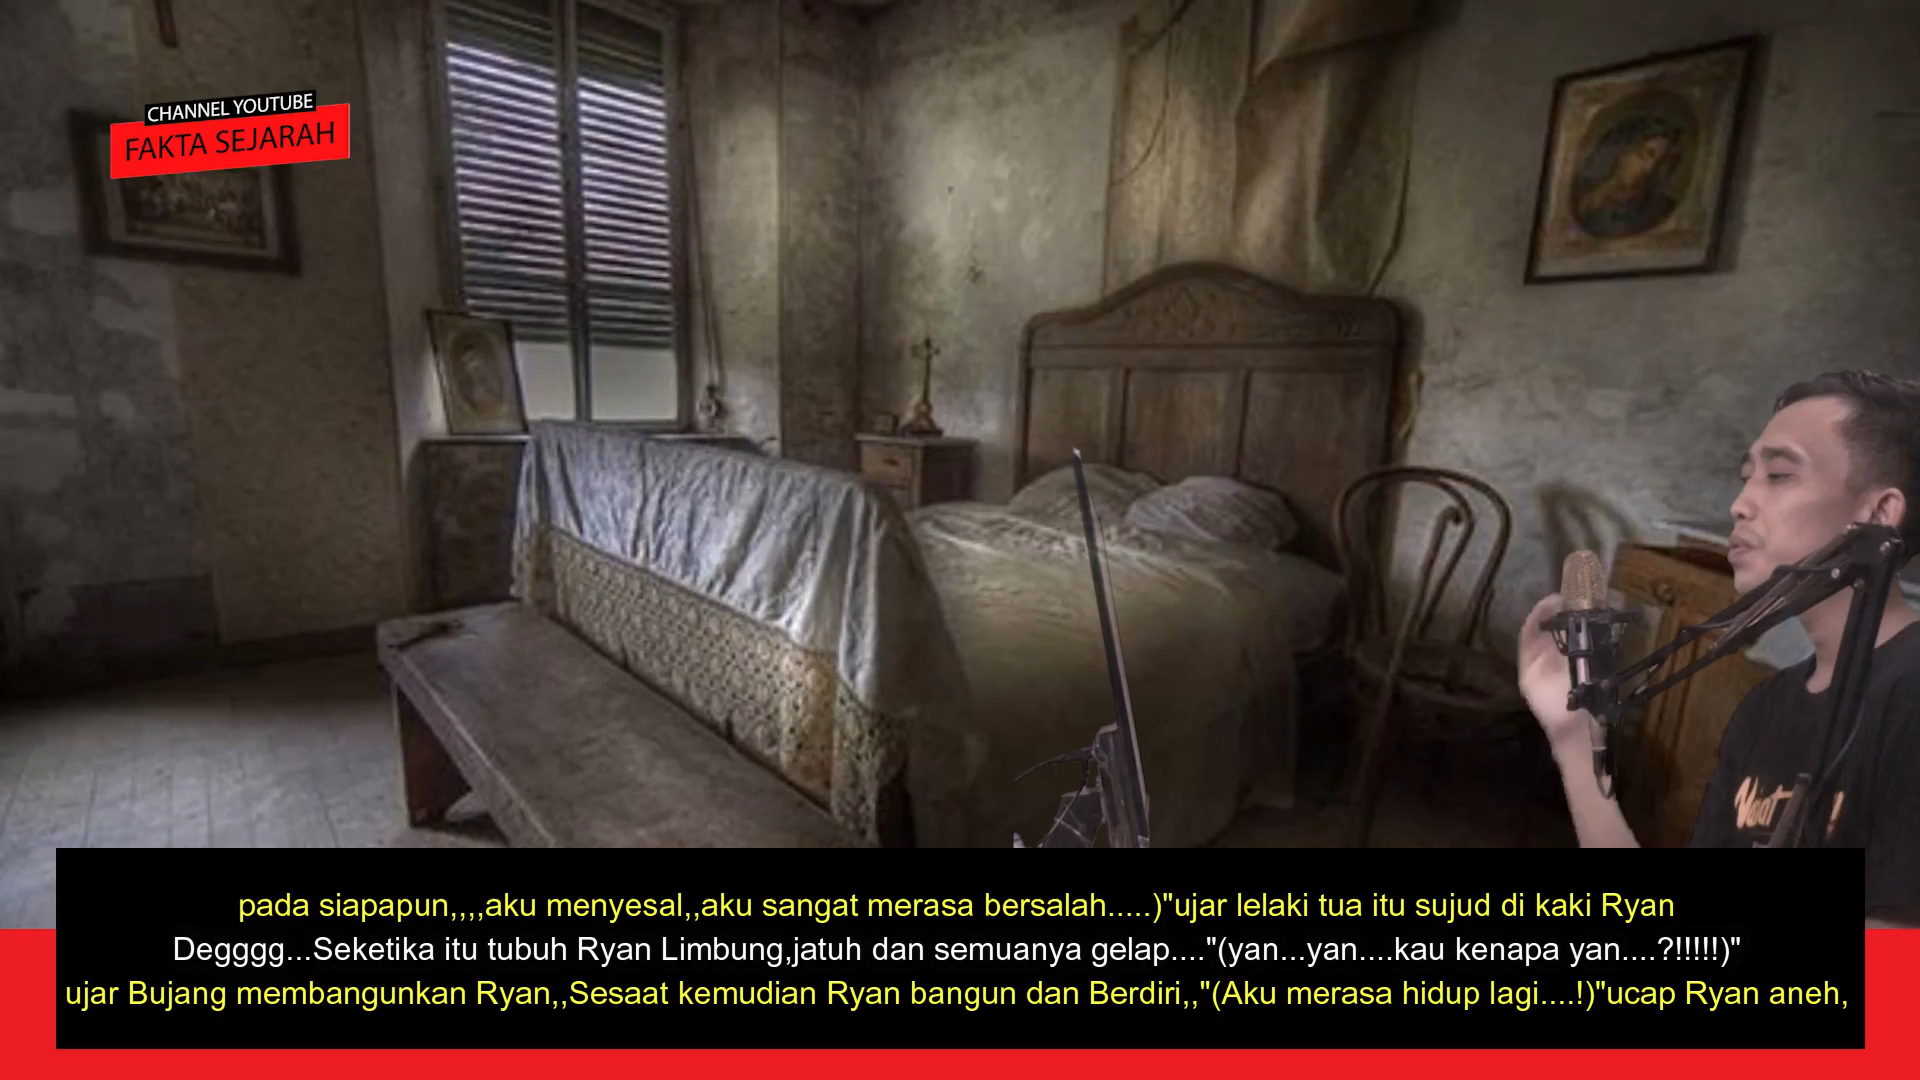 CHANNEL YOUTUBE
FAKTA SEJARAH
pada siapapun,,,,aku menyesal,,aku sangat merasa bersalah.....)"ujar lelaki tua itu sujud di kaki Ryan
Degggg...Seketika itu tubuh Ryan Limbung,jatuh dan semuanya gelap...."(yan...yan....kau kenapa yan....?!!!!!)"
ujar Bujang membangunkan Ryan,,Sesaat kemudian Ryan bangun dan Berdiri,,"(Aku merasa hidup lagi....!)"ucap Ryan aneh,